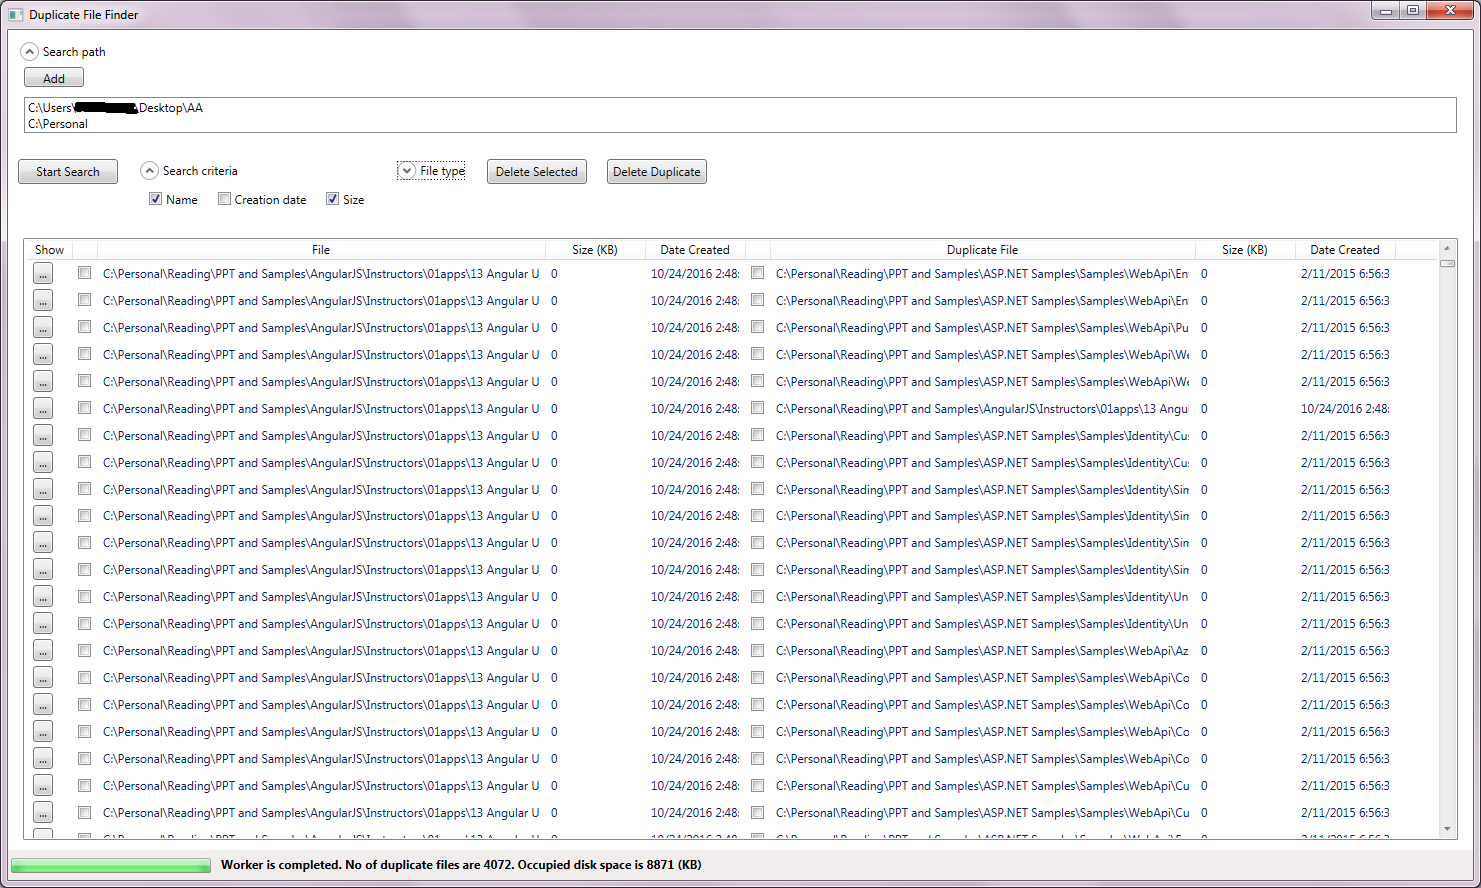 Duplicate File Finder
Search path
Add
C:\Users\ \Desktop\AA
C:\Personal
Start Search Search criteria File type Delete Selected Delete Duplicate
Name Creation date Size
Show File Size (KB) Date Created Duplicate File Size (KB) Date Created
... C:\Personal\Reading\PPT and Samples\AngularJS\Instructors\01apps\13 Angular U 0 10/24/2016 2:48: C:\Personal\Reading\PPT and Samples\ASP.NET Samples\Samples\WebApi\En 0 2/11/2015 6:56:3
... C:\Personal\Reading\PPT and Samples\AngularJS\Instructors\01apps\13 Angular U 0 10/24/2016 2:48: C:\Personal\Reading\PPT and Samples\ASP.NET Samples\Samples\WebApi\En 0 2/11/2015 6:56:3
... C:\Personal\Reading\PPT and Samples\AngularJS\Instructors\01apps\13 Angular U 0 10/24/2016 2:48: C:\Personal\Reading\PPT and Samples\ASP.NET Samples\Samples\WebApi\Pu 0 2/11/2015 6:56:3
... C:\Personal\Reading\PPT and Samples\AngularJS\Instructors\01apps\13 Angular U 0 10/24/2016 2:48: C:\Personal\Reading\PPT and Samples\ASP.NET Samples\Samples\WebApi\We 0 2/11/2015 6:56:3
... C:\Personal\Reading\PPT and Samples\AngularJS\Instructors\01apps\13 Angular U 0 10/24/2016 2:48: C:\Personal\Reading\PPT and Samples\ASP.NET Samples\Samples\WebApi\We 0 2/11/2015 6:56:3
... C:\Personal\Reading\PPT and Samples\AngularJS\Instructors\01apps\13 Angular U 0 10/24/2016 2:48: C:\Personal\Reading\PPT and Samples\AngularJS\Instructors\01apps\13 Angul 0 10/24/2016 2:48:
... C:\Personal\Reading\PPT and Samples\AngularJS\Instructors\01apps\13 Angular U 0 10/24/2016 2:48: C:\Personal\Reading\PPT and Samples\ASP.NET Samples\Samples\Identity\Cus 0 2/11/2015 6:56:3
... C:\Personal\Reading\PPT and Samples\AngularJS\Instructors\01apps\13 Angular U 0 10/24/2016 2:48: C:\Personal\Reading\PPT and Samples\ASP.NET Samples\Samples\Identity\Cus 0 2/11/2015 6:56:3
... C:\Personal\Reading\PPT and Samples\AngularJS\Instructors\01apps\13 Angular U 0 10/24/2016 2:48: C:\Personal\Reading\PPT and Samples\ASP.NET Samples\Samples\Identity\Sim 0 2/11/2015 6:56:3
... C:\Personal\Reading\PPT and Samples\AngularJS\Instructors\01apps\13 Angular U 0 10/24/2016 2:48: C:\Personal\Reading\PPT and Samples\ASP.NET Samples\Samples\Identity\Sim 0 2/11/2015 6:56:3
... C:\Personal\Reading\PPT and Samples\AngularJS\Instructors\01apps\13 Angular U 0 10/24/2016 2:48: C:\Personal\Reading\PPT and Samples\ASP.NET Samples\Samples\Identity\Sim 0 2/11/2015 6:56:3
... C:\Personal\Reading\PPT and Samples\AngularJS\Instructors\01apps\13 Angular U 0 10/24/2016 2:48: C:\Personal\Reading\PPT and Samples\ASP.NET Samples\Samples\Identity\Sim 0 2/11/2015 6:56:3
... C:\Personal\Reading\PPT and Samples\AngularJS\Instructors\01apps\13 Angular U 0 10/24/2016 2:48: C:\Personal\Reading\PPT and Samples\ASP.NET Samples\Samples\Identity\Un 0 2/11/2015 6:56:3
... C:\Personal\Reading\PPT and Samples\AngularJS\Instructors\01apps\13 Angular U 0 10/24/2016 2:48: C:\Personal\Reading\PPT and Samples\ASP.NET Samples\Samples\Identity\Un 0 2/11/2015 6:56:3
... C:\Personal\Reading\PPT and Samples\AngularJS\Instructors\01apps\13 Angular U 0 10/24/2016 2:48: C:\Personal\Reading\PPT and Samples\ASP.NET Samples\Samples\WebApi\Az 0 2/11/2015 6:56:3
... C:\Personal\Reading\PPT and Samples\AngularJS\Instructors\01apps\13 Angular U 0 10/24/2016 2:48: C:\Personal\Reading\PPT and Samples\ASP.NET Samples\Samples\WebApi\Co 0 2/11/2015 6:56:3
... C:\Personal\Reading\PPT and Samples\AngularJS\Instructors\01apps\13 Angular U 0 10/24/2016 2:48: C:\Personal\Reading\PPT and Samples\ASP.NET Samples\Samples\WebApi\Co 0 2/11/2015 6:56:3
... C:\Personal\Reading\PPT and Samples\AngularJS\Instructors\01apps\13 Angular U 0 10/24/2016 2:48: C:\Personal\Reading\PPT and Samples\ASP.NET Samples\Samples\WebApi\Co 0 2/11/2015 6:56:3
... C:\Personal\Reading\PPT and Samples\AngularJS\Instructors\01apps\13 Angular U 0 10/24/2016 2:48: C:\Personal\Reading\PPT and Samples\ASP.NET Samples\Samples\WebApi\Co 0 2/11/2015 6:56:3
... C:\Personal\Reading\PPT and Samples\AngularJS\Instructors\01apps\13 Angular U 0 10/24/2016 2:48: C:\Personal\Reading\PPT and Samples\ASP.NET Samples\Samples\WebApi\Cu 0 2/11/2015 6:56:3
... C:\Personal\Reading\PPT and Samples\AngularJS\Instructors\01apps\13 Angular U 0 10/24/2016 2:48: C:\Personal\Reading\PPT and Samples\ASP.NET Samples\Samples\WebApi\Cu 0 2/11/2015 6:56:3
Worker is completed. No of duplicate files are 4072. Occupied disk space is 8871 (KB)